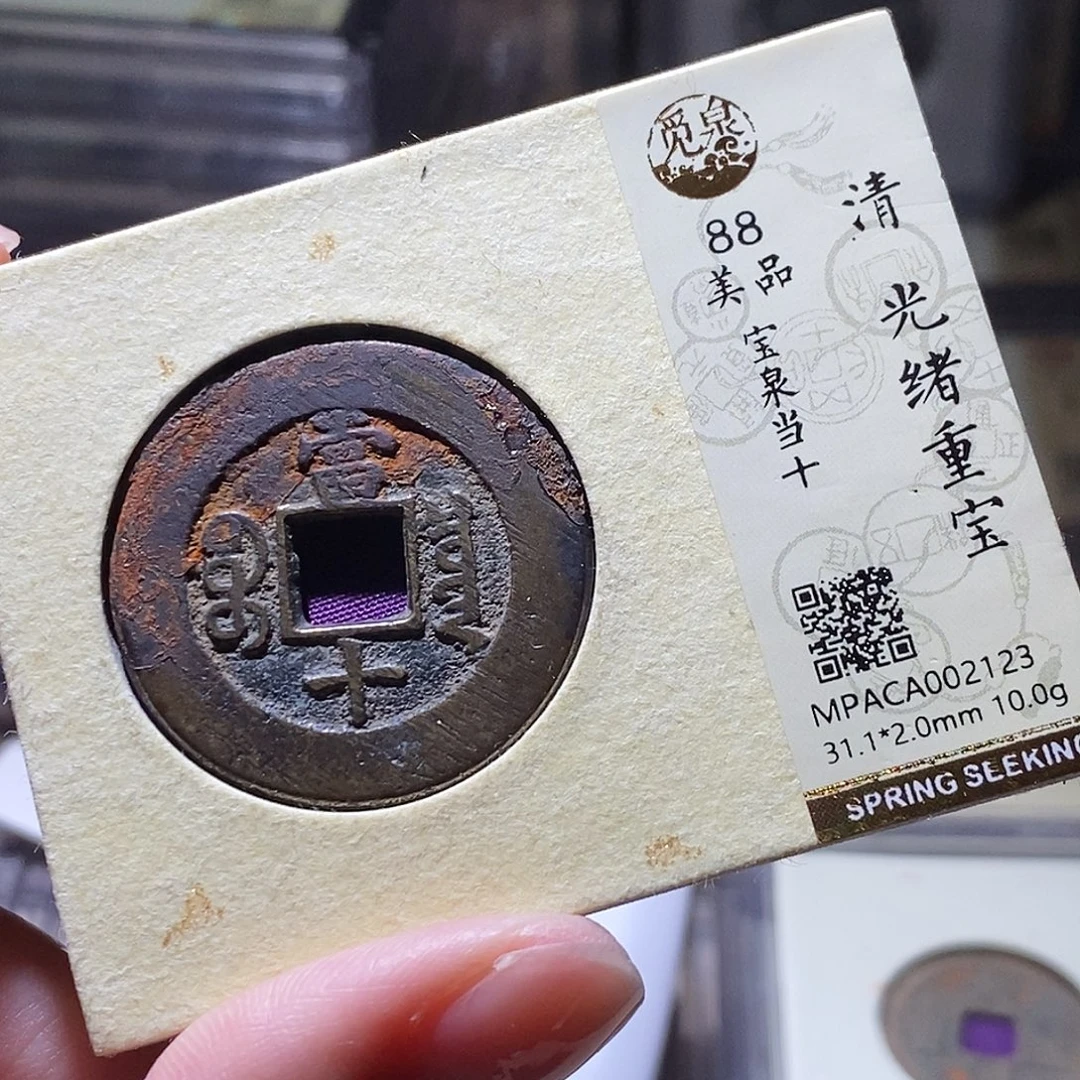 觅泉
清 光绪重宝
88
美品
宝泉当十
MPACA002123
31.1*2.0mm 10.0g
SPRING SEEKING
當
十